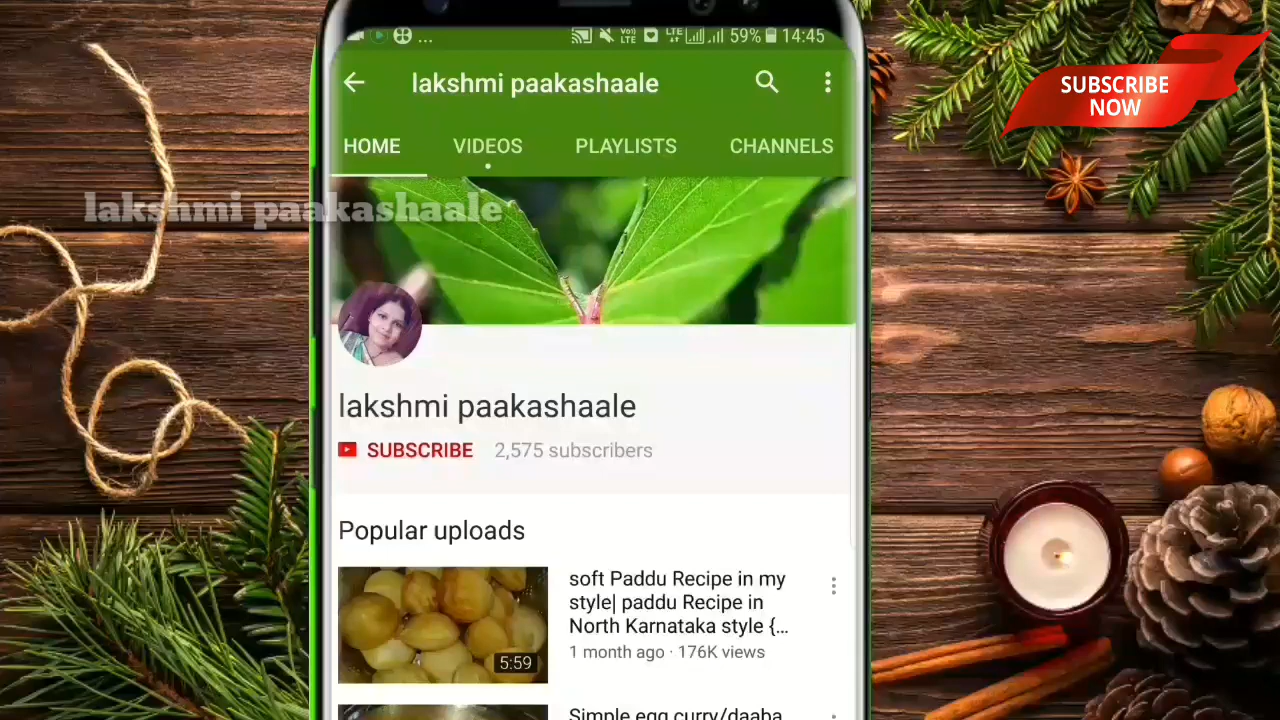 ... VoLTE LTE 59% 14:45
lakshmi paakashaale
SUBSCRIBE
NOW
HOME VIDEOS PLAYLISTS CHANNELS
lakshmi paakashaale
lakshmi paakashaale
SUBSCRIBE 2,575 subscribers
Popular uploads
soft Paddu Recipe in my
style| paddu Recipe in
North Karnataka style {...
5:59
1 month ago · 176K views
Simple egg curry/daaba